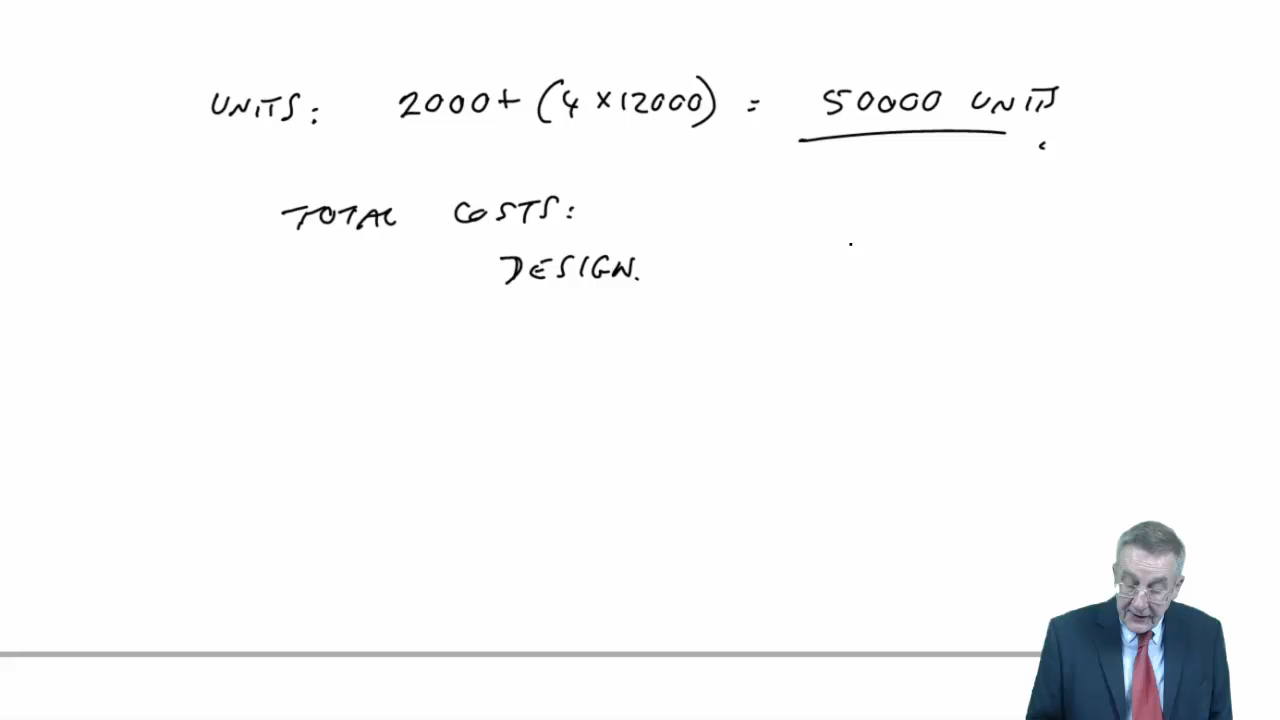 UNITS: 2000+ (4 ×12000) = 50000 UNITS
TOTAL COSTS:
DESIGN.